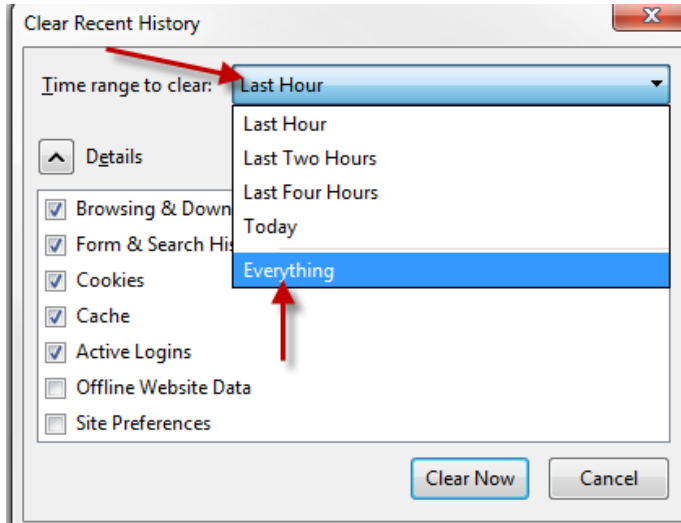 Clear Recent History
Time range to clear: Last Hour
Last Hour
Last Two Hours
Last Four Hours
Today
Everything
Details
Browsing & Down
Form & Search His
Cookies
Cache
Active Logins
Offline Website Data
Site Preferences
Clear Now Cancel